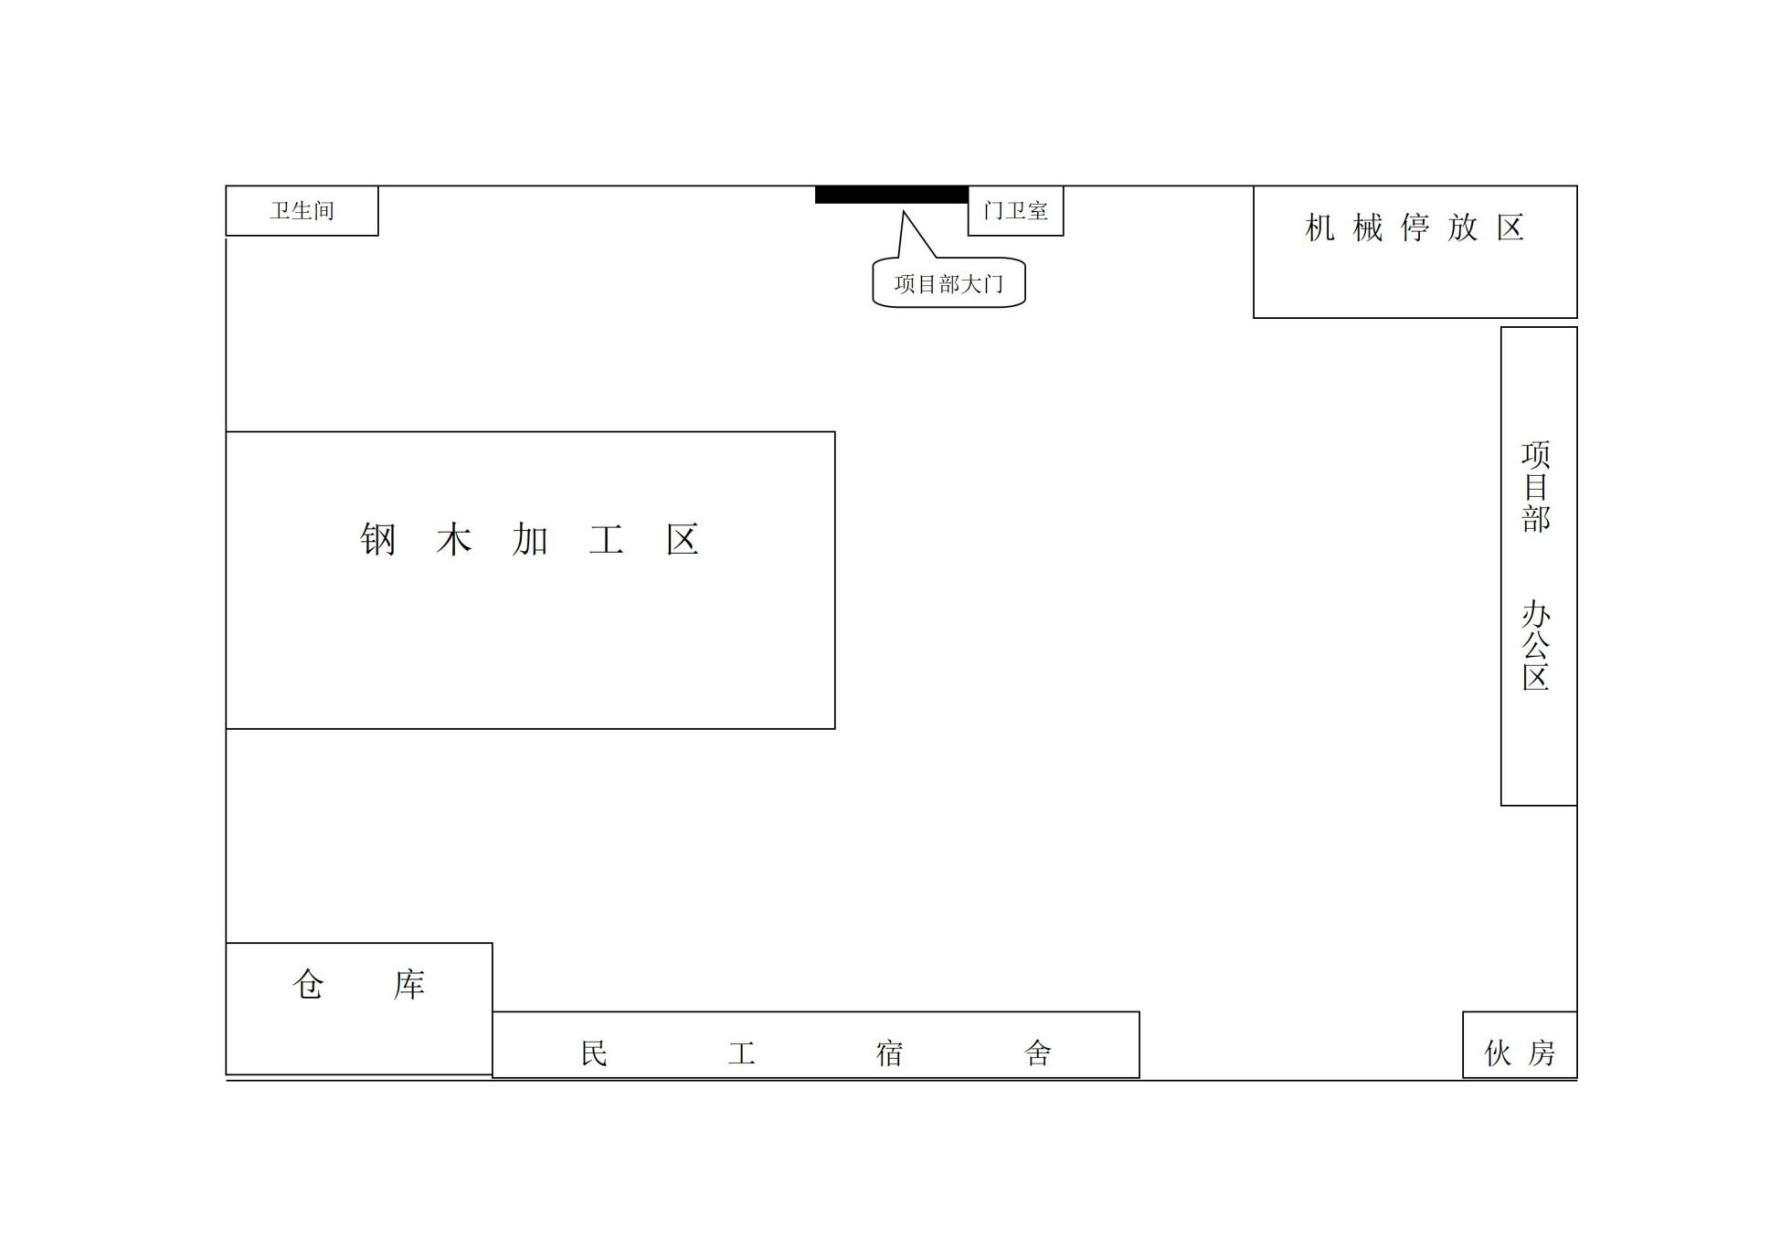 卫生间
门卫室
机械停放区
项目部大门
钢木加工区
项目部 办公区
仓库
民工宿舍
伙房